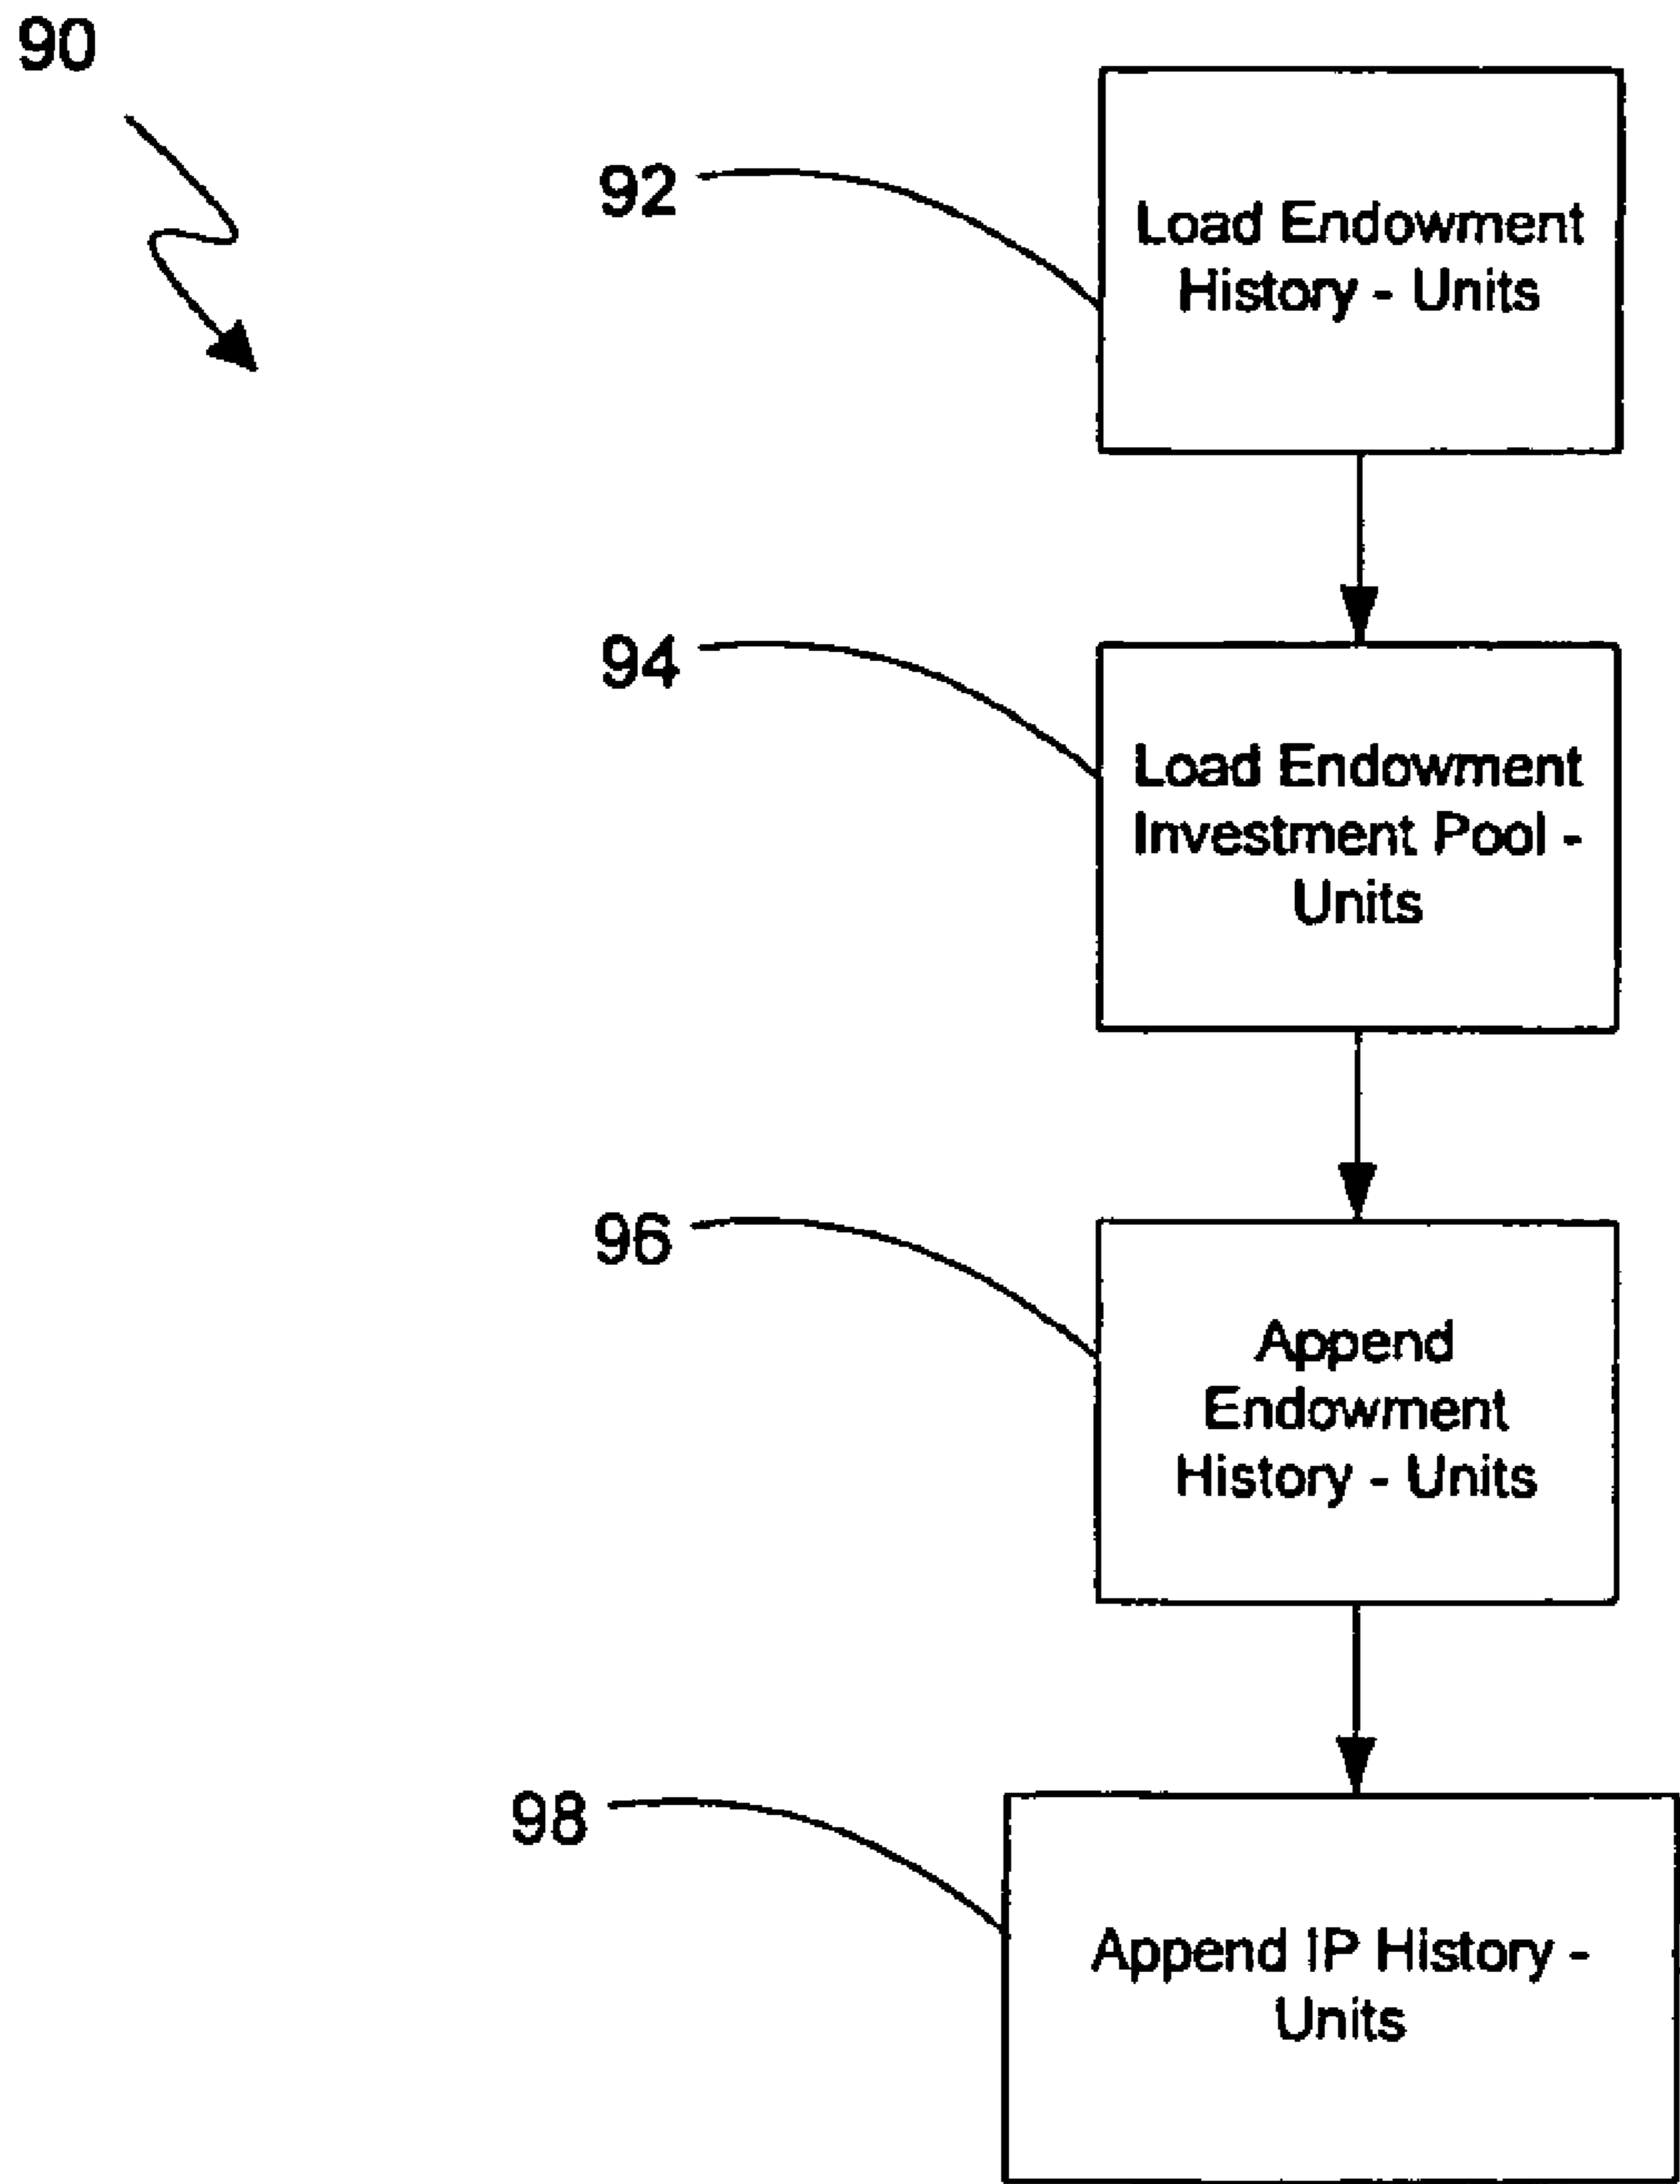 90
92
Load Endowment
History - Units
94
Load Endowment
Investment Pool -
Units
96
Append
Endowment
History - Units
98
Append IP History -
Units